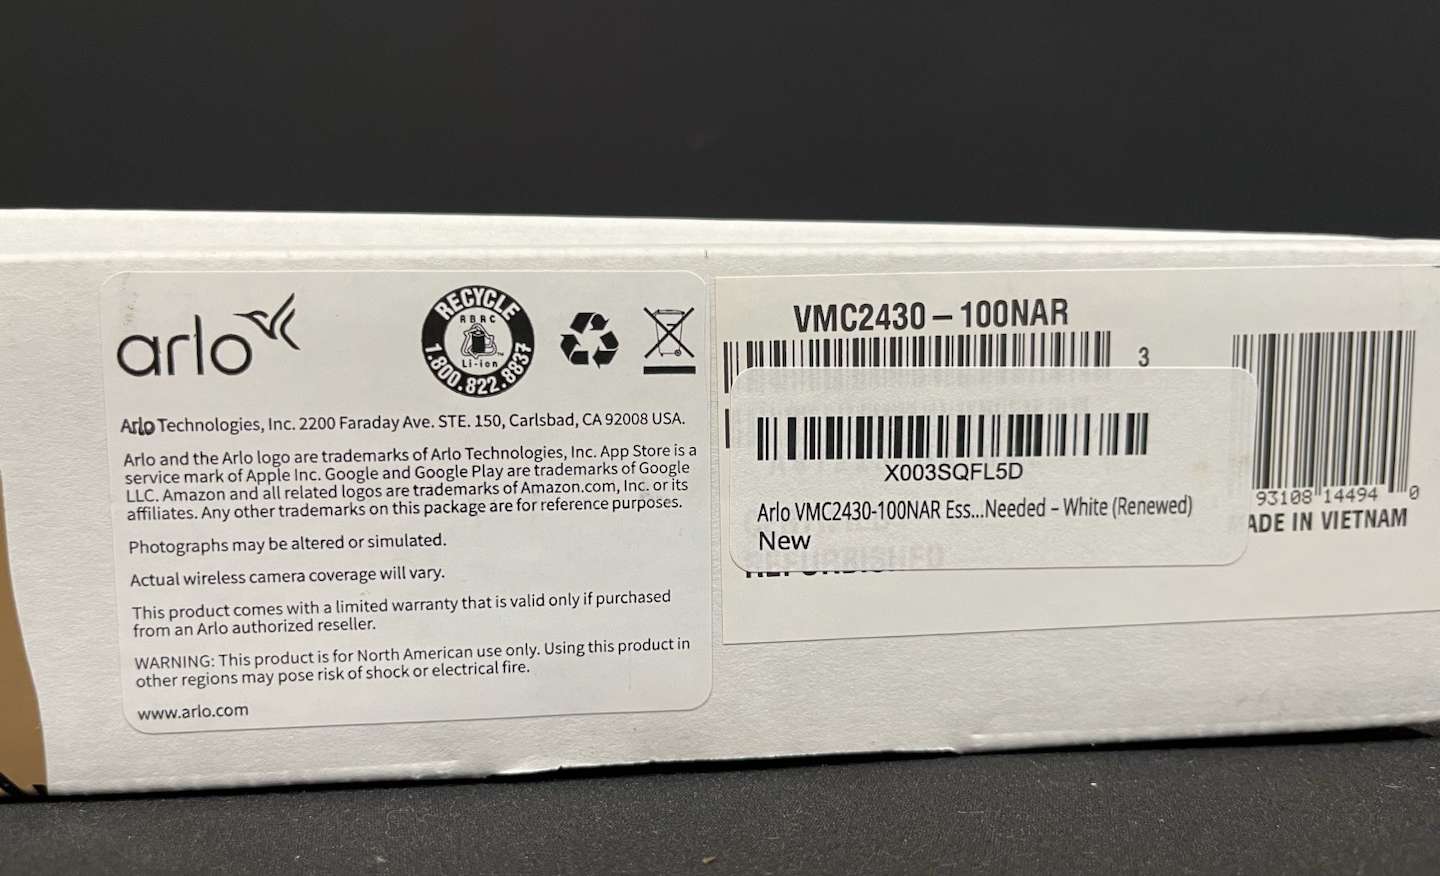 arlo
RECYCLE
RBRC
Li-ion
1.800.822.8837
Arlo Technologies, Inc. 2200 Faraday Ave. STE. 150, Carlsbad, CA 92008 USA.
Arlo and the Arlo logo are trademarks of Arlo Technologies, Inc. App Store is a
service mark of Apple Inc. Google and Google Play are trademarks of Google
LLC. Amazon and all related logos are trademarks of Amazon.com, Inc. or its
affiliates. Any other trademarks on this package are for reference purposes.
Photographs may be altered or simulated.
Actual wireless camera coverage will vary.
This product comes with a limited warranty that is valid only if purchased
from an Arlo authorized reseller.
WARNING: This product is for North American use only. Using this product in
other regions may pose risk of shock or electrical fire.
www.arlo.com
VMC2430-100NAR
3
X003SQFL5D
Arlo VMC2430-100NAR Ess...Needed - White (Renewed)
New
REFURBISHED
93108 14494 0
ADE IN VIETNAM